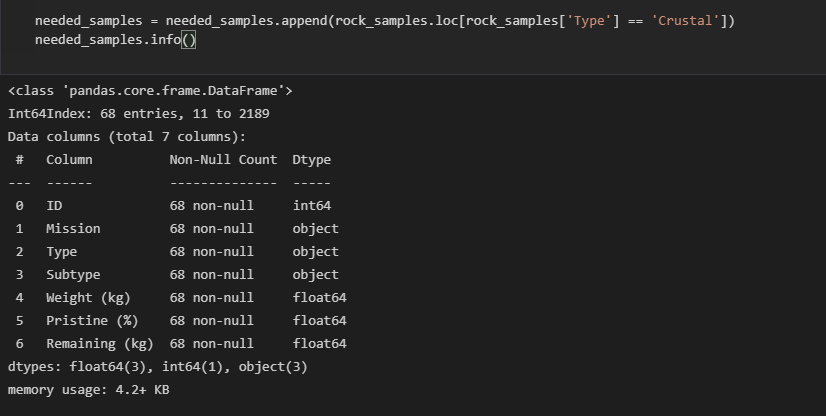 needed_samples = needed_samples.append(rock_samples.loc[rock_samples['Type'] == 'Crustal'])
needed_samples.info()
<class 'pandas.core.frame.DataFrame'>
Int64Index: 68 entries, 11 to 2189
Data columns (total 7 columns):
 #   Column          Non-Null Count  Dtype
---  ------          --------------  -----
 0   ID              68 non-null     int64
 1   Mission         68 non-null     object
 2   Type            68 non-null     object
 3   Subtype         68 non-null     object
 4   Weight (kg)     68 non-null     float64
 5   Pristine (%)    68 non-null     float64
 6   Remaining (kg)  68 non-null     float64
dtypes: float64(3), int64(1), object(3)
memory usage: 4.2+ KB